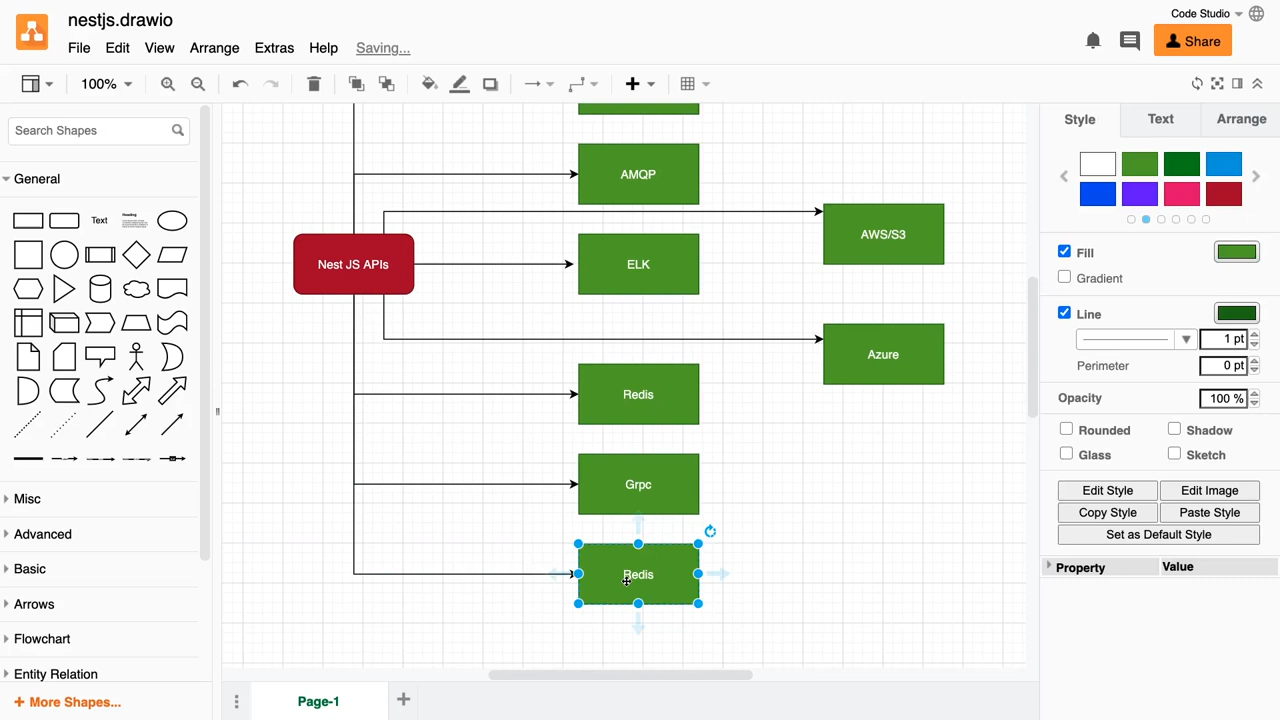 nestjs.drawio
Code Studio
File Edit View Arrange Extras Help Saving...
Share
100%
Search Shapes
General
Text
Heading
Misc
Advanced
Basic
Arrows
Flowchart
Entity Relation
+ More Shapes...
AMQP
AWS/S3
Nest JS APIs
ELK
Azure
Redis
Grpc
Redis
Page-1
Style Text Arrange
Fill
Gradient
Line
1 pt
Perimeter
0 pt
Opacity
100 %
Rounded Shadow
Glass Sketch
Edit Style Edit Image
Copy Style Paste Style
Set as Default Style
Property Value